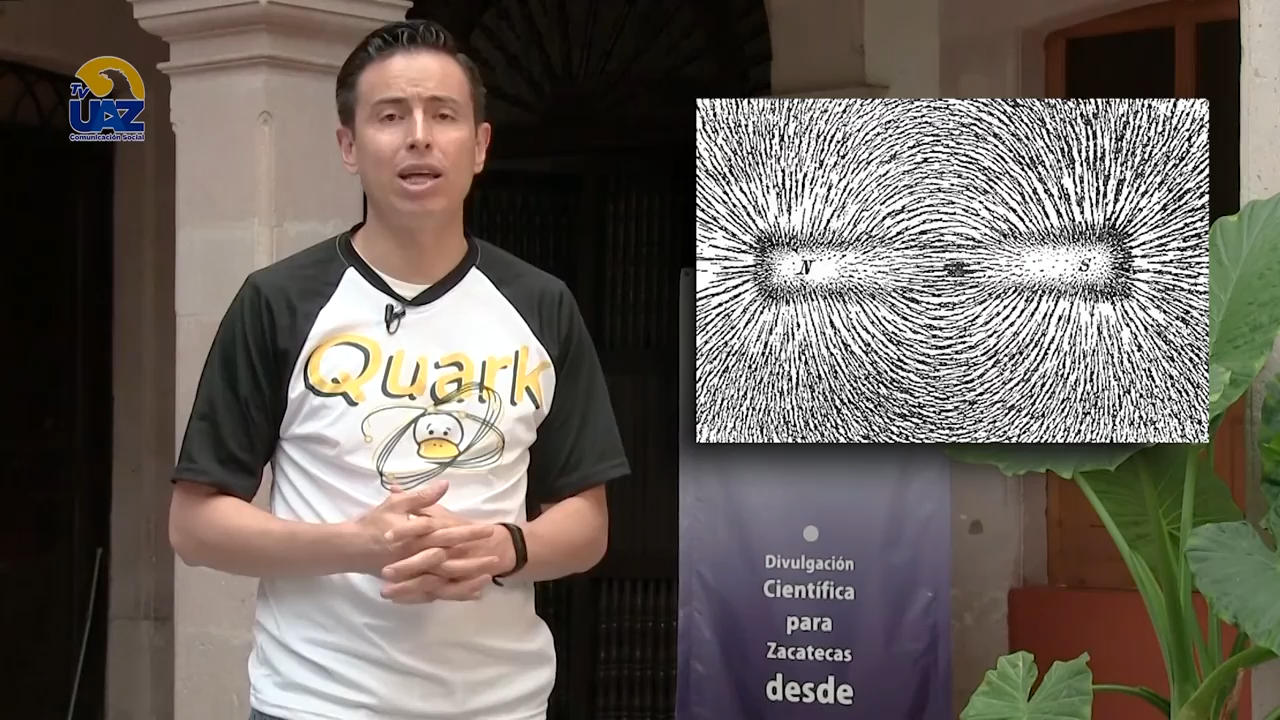 TV
UAZ
Comunicación Social
Quark
N
S
Divulgación
Científica
para
Zacatecas
desde